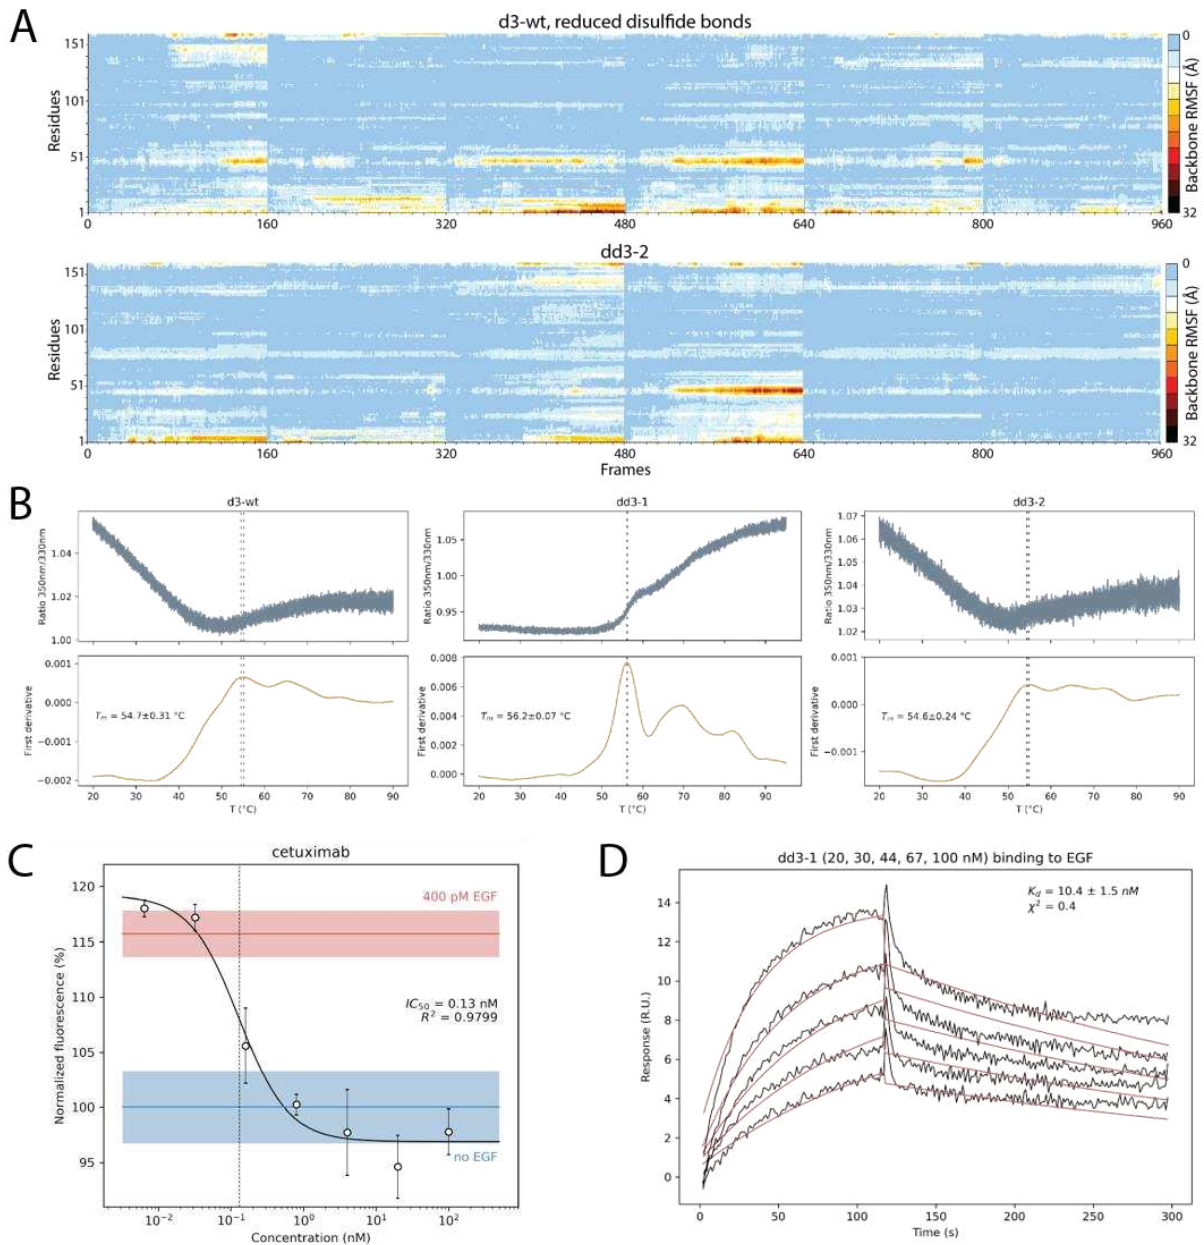 A
d3-wt, reduced disulfide bonds
151
101
51
1
Residues
0 160 320 480 640 800 960
0
32
Backbone RMSF (Å)
dd3-2
151
101
51
1
Residues
0 160 320 480 640 800 960
Frames
0
32
Backbone RMSF (Å)
B
d3-wt
Ratio 350nm/330nm
1.04
1.02
1.00
First derivative
0.001
0.000
−0.001
−0.002
Tm = 54.7±0.31 °C
20 30 40 50 60 70 80 90
T (°C)
dd3-1
Ratio 350nm/330nm
1.05
1.00
0.95
First derivative
0.008
0.006
0.004
0.002
0.000
Tm = 56.2±0.07 °C
20 30 40 50 60 70 80 90
T (°C)
dd3-2
Ratio 350nm/330nm
1.07
1.06
1.05
1.04
1.03
1.02
First derivative
0.001
0.000
−0.001
Tm = 54.6±0.24 °C
20 30 40 50 60 70 80 90
T (°C)
C
cetuximab
Normalized fluorescence (%)
120
115
110
105
100
95
400 pM EGF
IC50 = 0.13 nM
R² = 0.9799
no EGF
10⁻² 10⁻¹ 10⁰ 10¹ 10²
Concentration (nM)
D
dd3-1 (20, 30, 44, 67, 100 nM) binding to EGF
Kd = 10.4 ± 1.5 nM
χ² = 0.4
Response (R.U.)
14
12
10
8
6
4
2
0
0 50 100 150 200 250 300
Time (s)